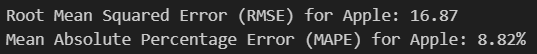 Root Mean Squared Error (RMSE) for Apple: 16.87
Mean Absolute Percentage Error (MAPE) for Apple: 8.82%